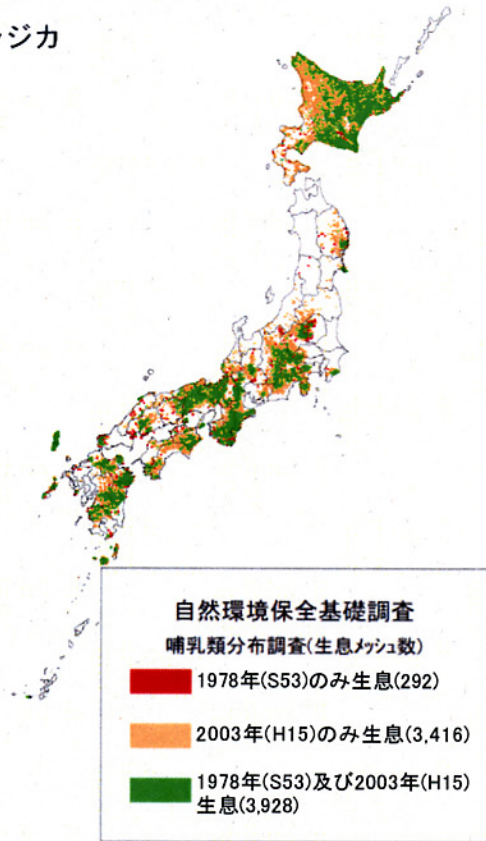 ジカ
自然環境保全基礎調査
哺乳類分布調査(生息メッシュ数)
1978年(S53)のみ生息(292)
2003年(H15)のみ生息(3,416)
1978年(S53)及び2003年(H15)
生息(3,928)